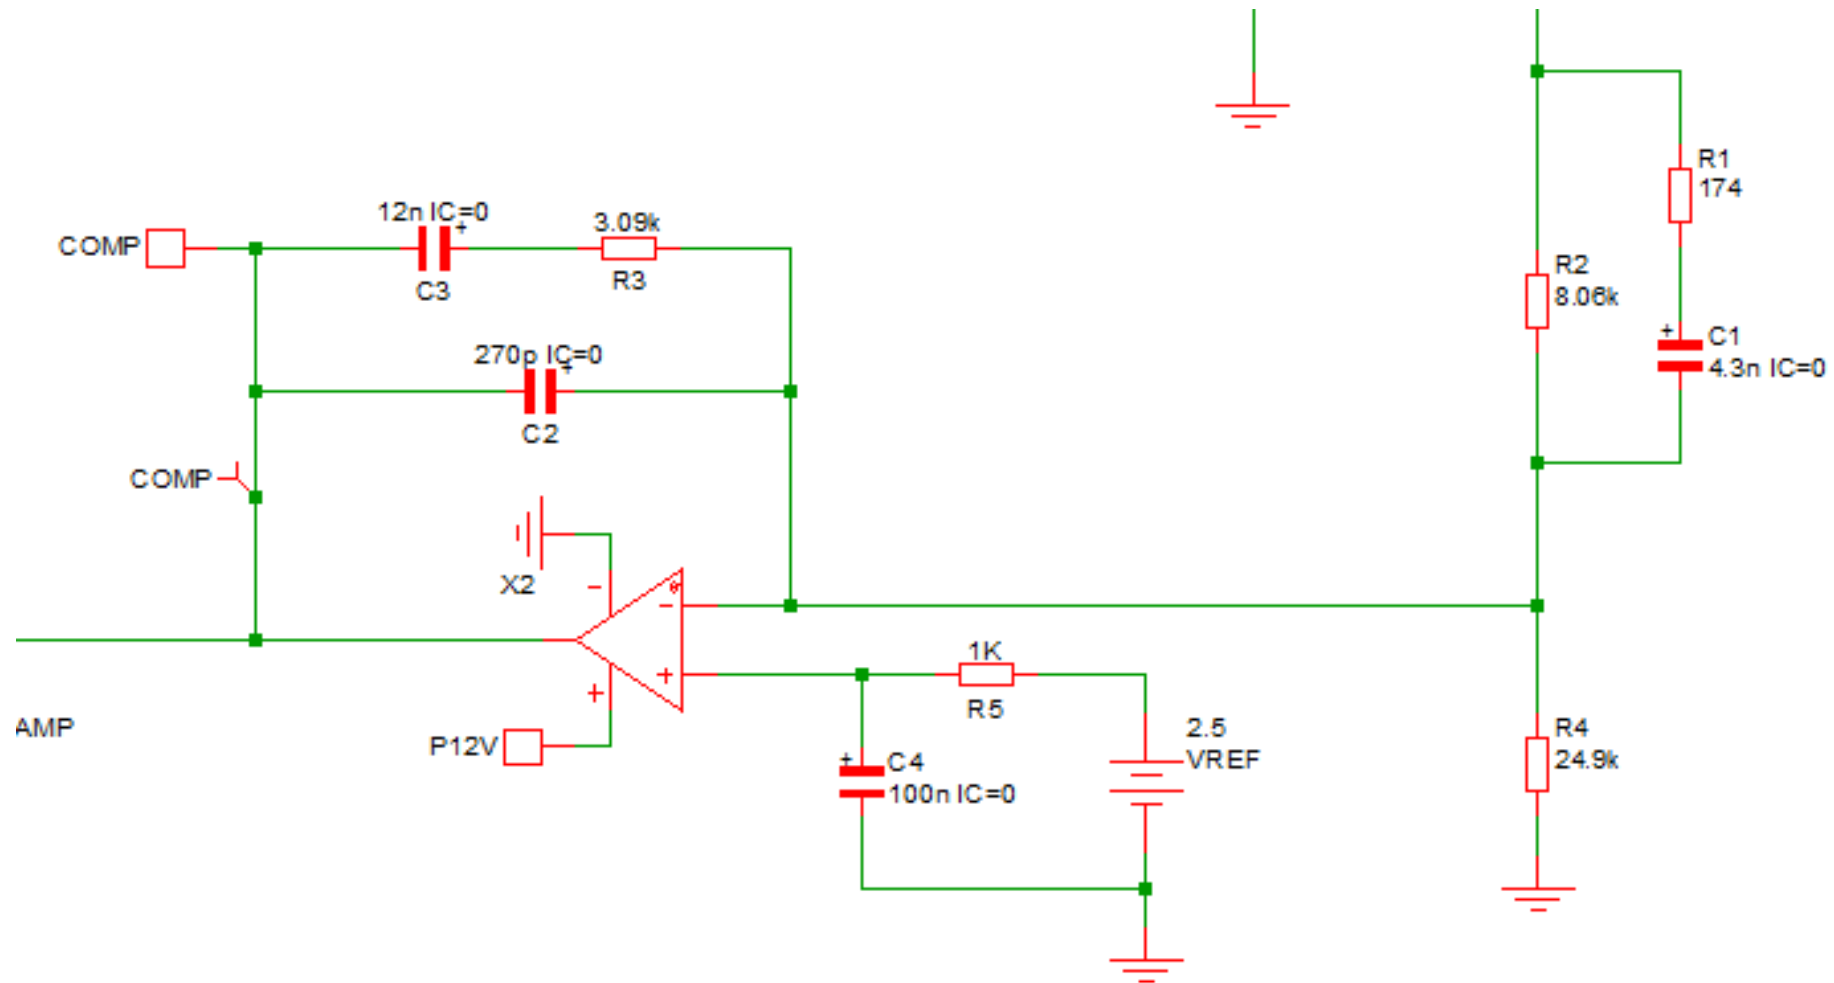 R1
174
12n IC=0
+
3.09k
COMP
R3
C3
R2
8.06k
+
C1
4.3n IC=0
270p IC=0
+
C2
COMP
X2
-
*
-
+
+
1K
R5
AMP
P12V
2.5
VREF
+
C4
100n IC=0
R4
24.9k